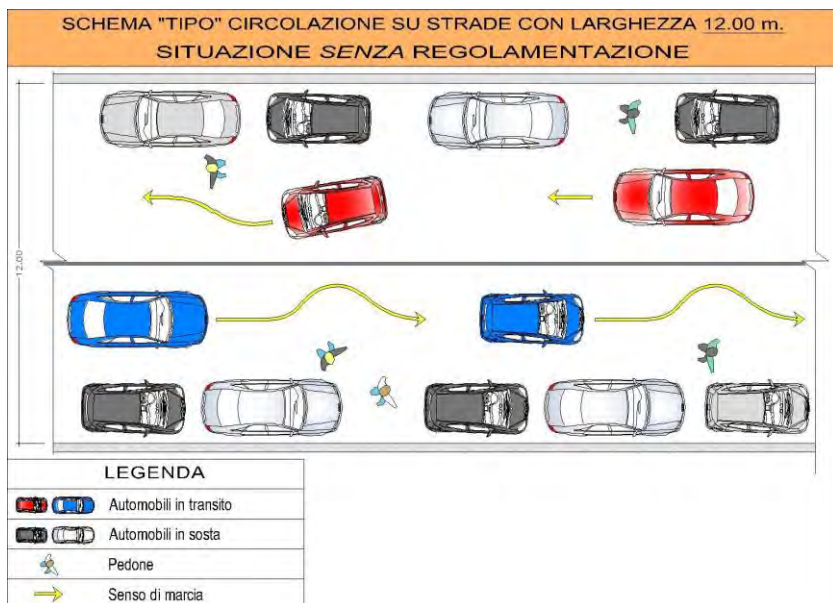 SCHEMA "TIPO" CIRCOLAZIONE SU STRADE CON LARGHEZZA 12.00 m.
SITUAZIONE SENZA REGOLAMENTAZIONE
12.00
LEGENDA
Automobili in transito
Automobili in sosta
Pedone
Senso di marcia